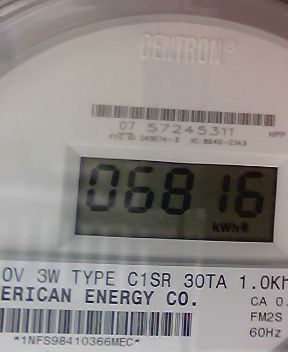 CENTRON®
07 57245311
HPP
06816
kWh
0V 3W TYPE C1SR 30TA 1.0Kh
ERICAN ENERGY CO.
CA 0.
FM2S
60Hz
*1NFS98410366MEC*